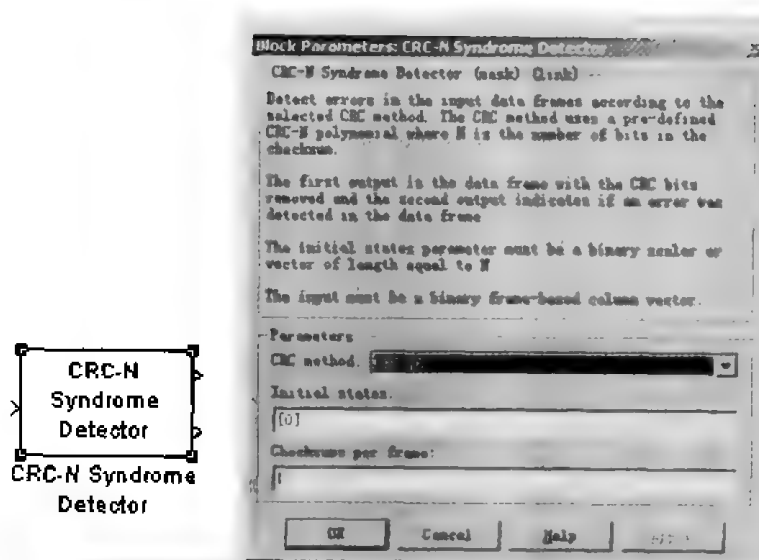 Block Parameters: CRC-N Syndrome Detector
CRC-N Syndrome Detector (mask) (link)
Detect errors in the input data frames according to the
selected CRC method. The CRC method uses a pre-defined
CRC-N polynomial where N is the number of bits in the
checksum.
The first output is the data frame with the CRC bits
removed and the second output indicates if an error was
detected in the data frame
The initial states parameter must be a binary scalar or
vector of length equal to N
The input must be a binary frame-based column vector.
Parameters
CRC method.
Initial states.
[0]
Checksums per frame:
1
OK
Cancel
Help
CRC-N
Syndrome
Detector
CRC-N Syndrome
Detector